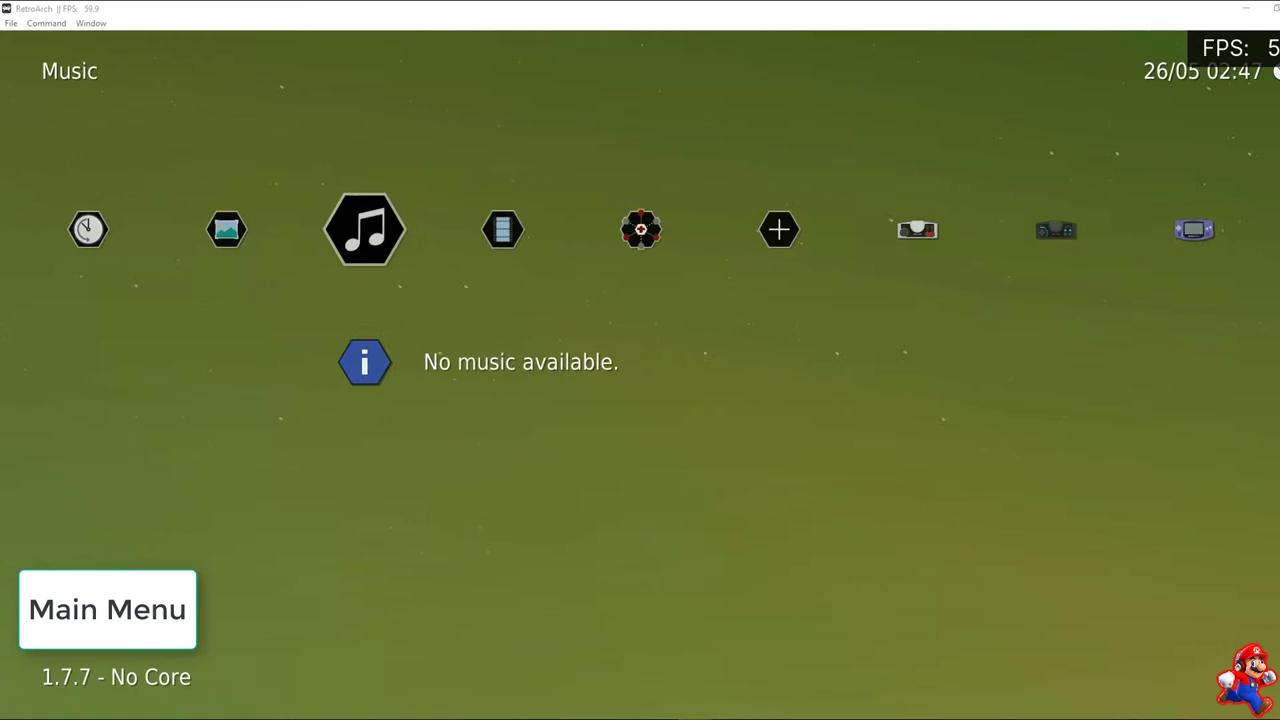 RetroArch || FPS: 59.9
File Command Window
FPS: 5
Music
26/05 02:47
No music available.
Main Menu
1.7.7 - No Core